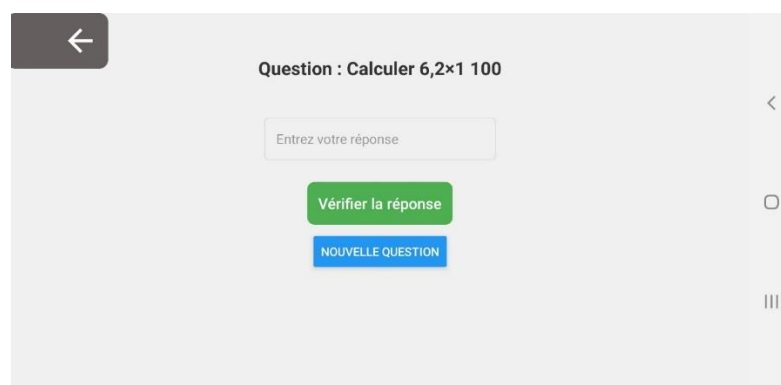 Question : Calculer 6,2×1 100
Entrez votre réponse
Vérifier la réponse
NOUVELLE QUESTION